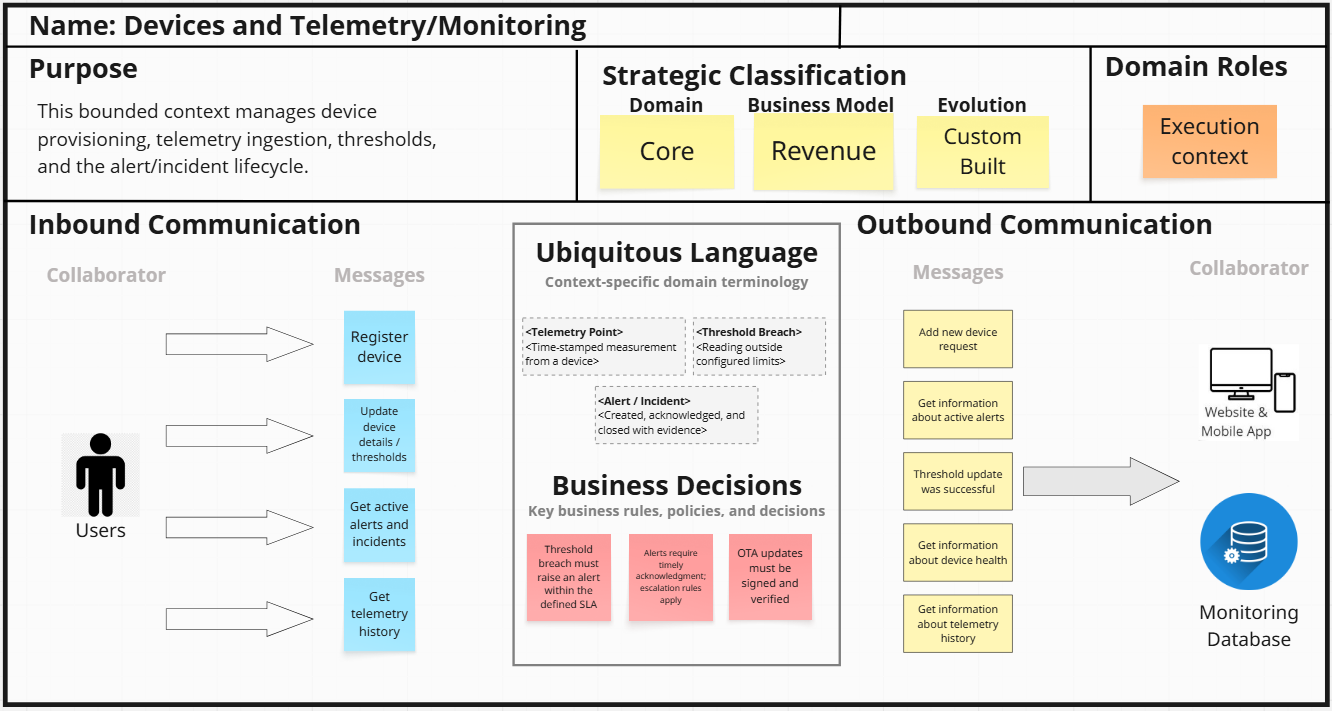 Name: Devices and Telemetry/Monitoring
Purpose
This bounded context manages device
provisioning, telemetry ingestion, thresholds,
and the alert/incident lifecycle.
Strategic Classification
Domain
Core
Business Model
Revenue
Evolution
Custom
Built
Domain Roles
Execution
context
Inbound Communication
Collaborator
Messages
Users
Register
device
Update
device
details /
thresholds
Get active
alerts and
incidents
Get
telemetry
history
Ubiquitous Language
Context-specific domain terminology
<Telemetry Point>
<Time-stamped measurement
from a device>
<Threshold Breach>
<Reading outside
configured limits>
<Alert / Incident>
<Created, acknowledged, and
closed with evidence>
Business Decisions
Key business rules, policies, and decisions
Threshold
breach must
raise an alert
within the
defined SLA
Alerts require
timely
acknowledgment;
escalation rules
apply
OTA updates
must be
signed and
verified
Outbound Communication
Messages
Collaborator
Add new device
request
Get information
about active alerts
Threshold update
was successful
Get information
about device health
Get information
about telemetry
history
Website &
Mobile App
Monitoring
Database